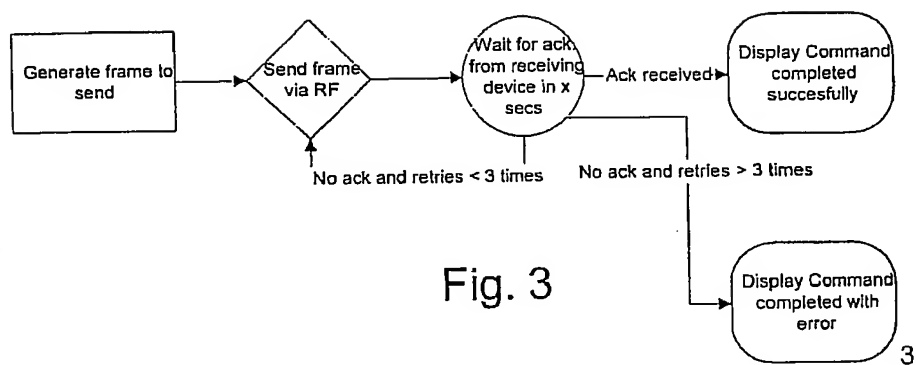 Generate frame to
send
Send frame
via RF
Wait for ack.
from receiving
device in x
secs
Ack received
Display Command
completed
succesfully
No ack and retries < 3 times
No ack and retries > 3 times
Display Command
completed with
error
Fig. 3
3